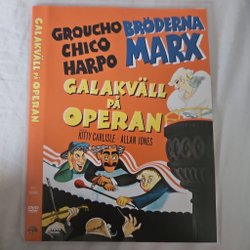 GALAKVÄLL PÅ OPERAN
DVD
GROUCHO
CHICO
HARPO
BRÖDERNA
MARX
GALAKVÄLL
PÅ
OPERAN
KITTY CARLISLE · ALLAN JONES